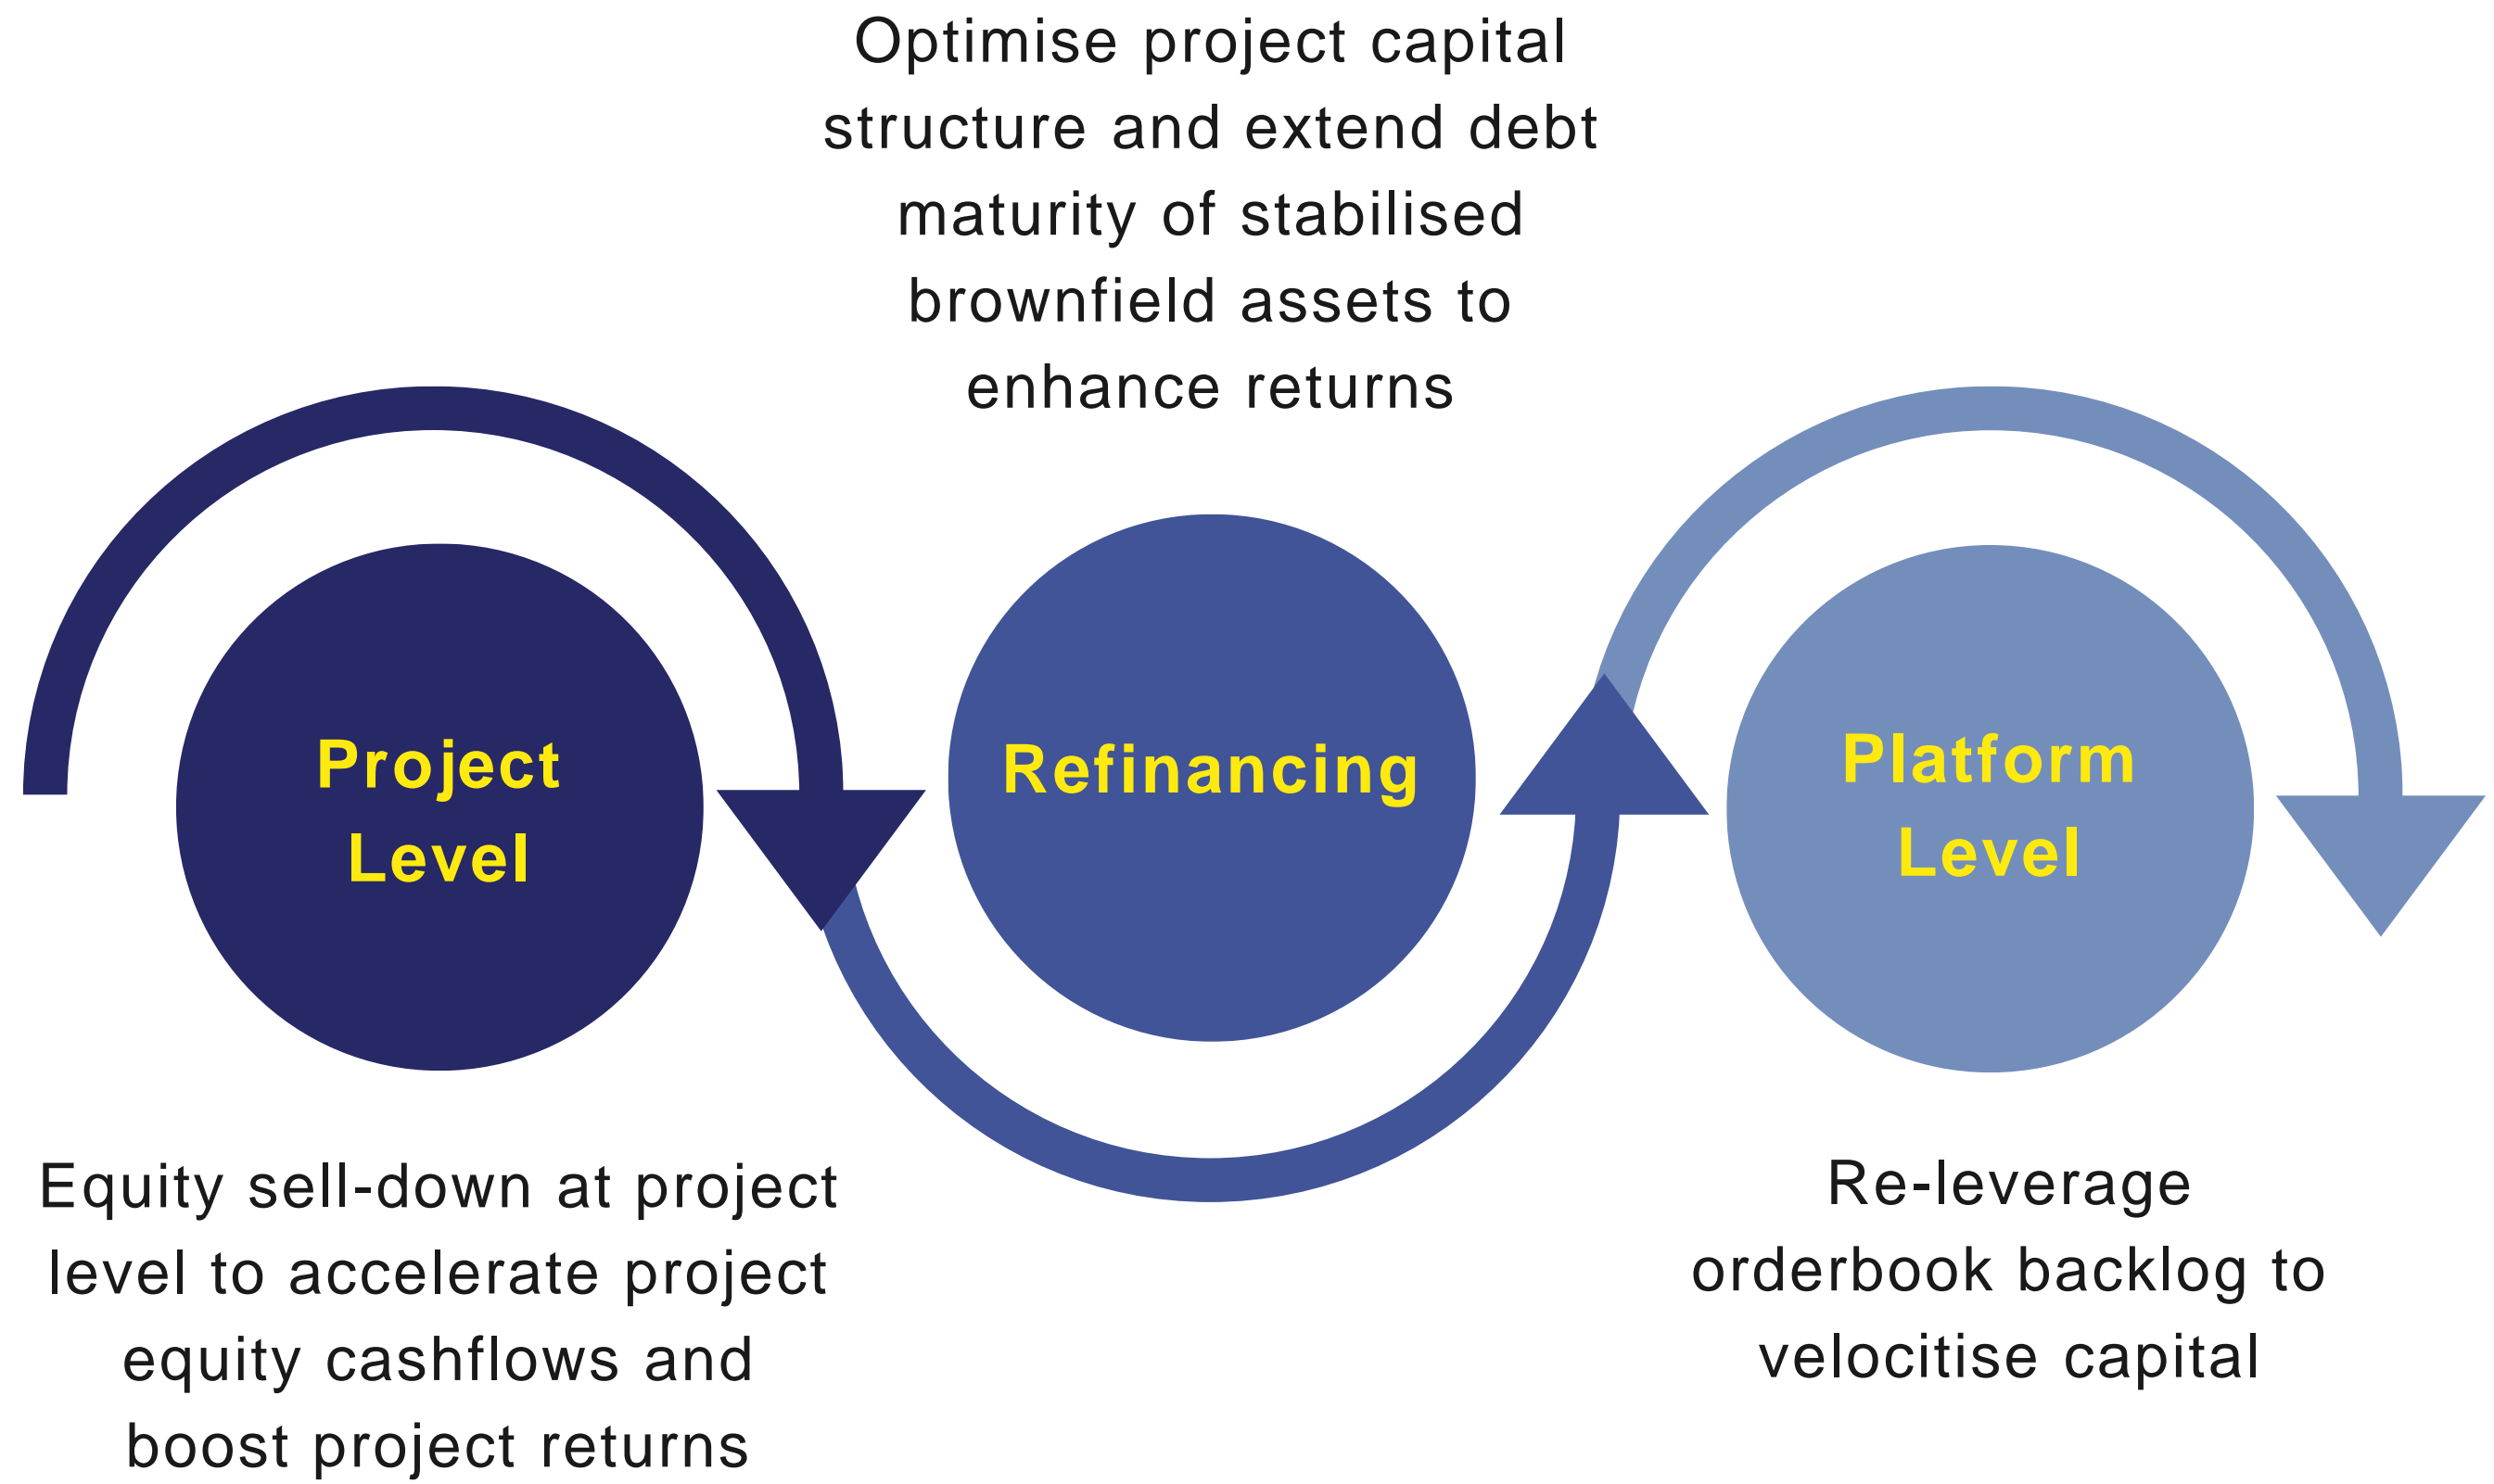 Optimise project capital
structure and extend debt
maturity of stabilised
brownfield assets to
enhance returns
Project
Level
Refinancing
Platform
Level
Equity sell-down at project
level to accelerate project
equity cashflows and
boost project returns
Re-leverage
orderbook backlog to
velocitise capital